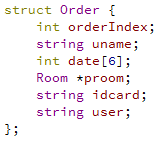 struct Order {
    int orderIndex;
    string uname;
    int date[6];
    Room *proom;
    string idcard;
    string user;
};